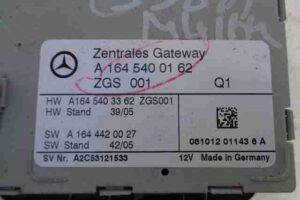 Zentrales Gateway
A 164 540 01 62
ZGS 001 Q1
HW A164 540 33 62 ZGS001
HW Stand 39/05
SW A 164 442 00 27
SW Stand 42/05
061012 01143 6 A
SV Nr. A2C53121533 12V Made in Germany